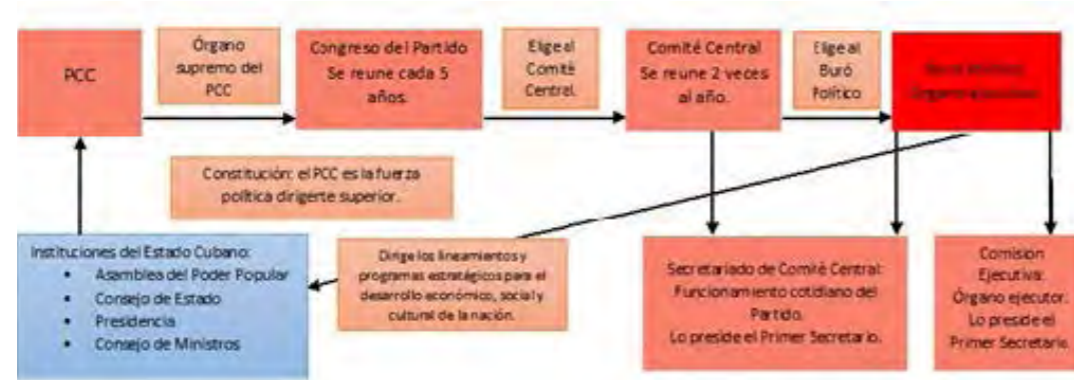 PCC
Órgano
supremo del
PCC
Congreso del Partido
Se reune cada 5
años.
Elige al
Comité
Central.
Comité Central
Se reune 2 veces
al año.
Elige al
Buró
Político
Constitución: el PCC es la fuerza
política dirigerte superior.
Instituciones del Estado Cubano:
Asamblea del Poder Popular
Consejo de Estado
Presidencia
Consejo de Ministros
Dirige los lineamientos y
programas estratégicos para el
desarrollo económico, social y
cultural de la nación.
Secretariado de Comité Central:
Funcionamiento cotidiano del
Partido.
Lo preside el Primer Secretario.
Comision
Ejecutiva:
Órgano ejecutor.
Lo preside el
Primer Secretario.